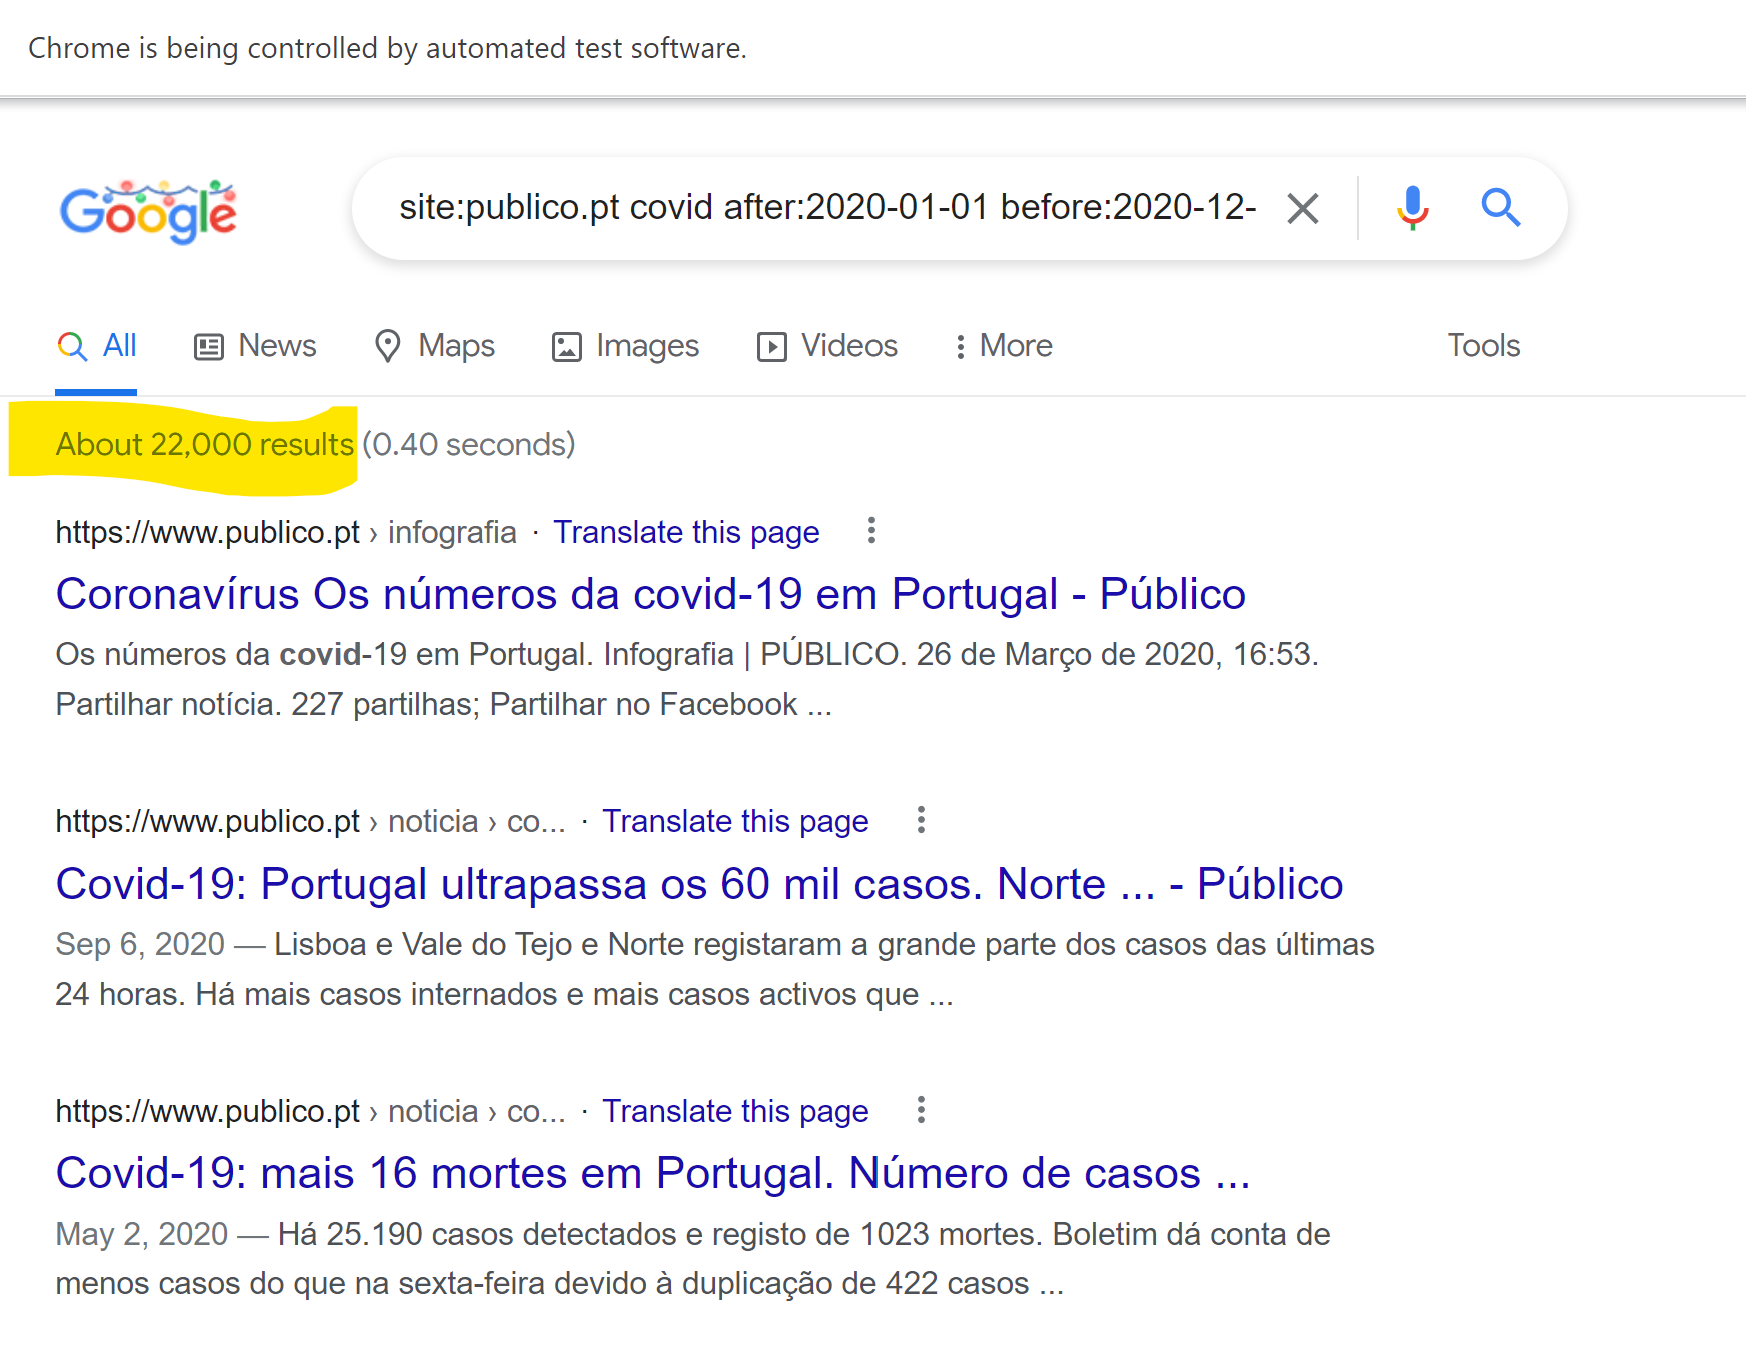 Chrome is being controlled by automated test software.
Google
site:publico.pt covid after:2020-01-01 before:2020-12-
All News Maps Images Videos More Tools
About 22,000 results (0.40 seconds)
https://www.publico.pt › infografia · Translate this page
Coronavírus Os números da covid-19 em Portugal - Público
Os números da covid-19 em Portugal. Infografia | PÚBLICO. 26 de Março de 2020, 16:53.
Partilhar notícia. 227 partilhas; Partilhar no Facebook ...
https://www.publico.pt › noticia › co... · Translate this page
Covid-19: Portugal ultrapassa os 60 mil casos. Norte ... - Público
Sep 6, 2020 — Lisboa e Vale do Tejo e Norte registaram a grande parte dos casos das últimas
24 horas. Há mais casos internados e mais casos activos que ...
https://www.publico.pt › noticia › co... · Translate this page
Covid-19: mais 16 mortes em Portugal. Número de casos ...
May 2, 2020 — Há 25.190 casos detectados e registo de 1023 mortes. Boletim dá conta de
menos casos do que na sexta-feira devido à duplicação de 422 casos ...